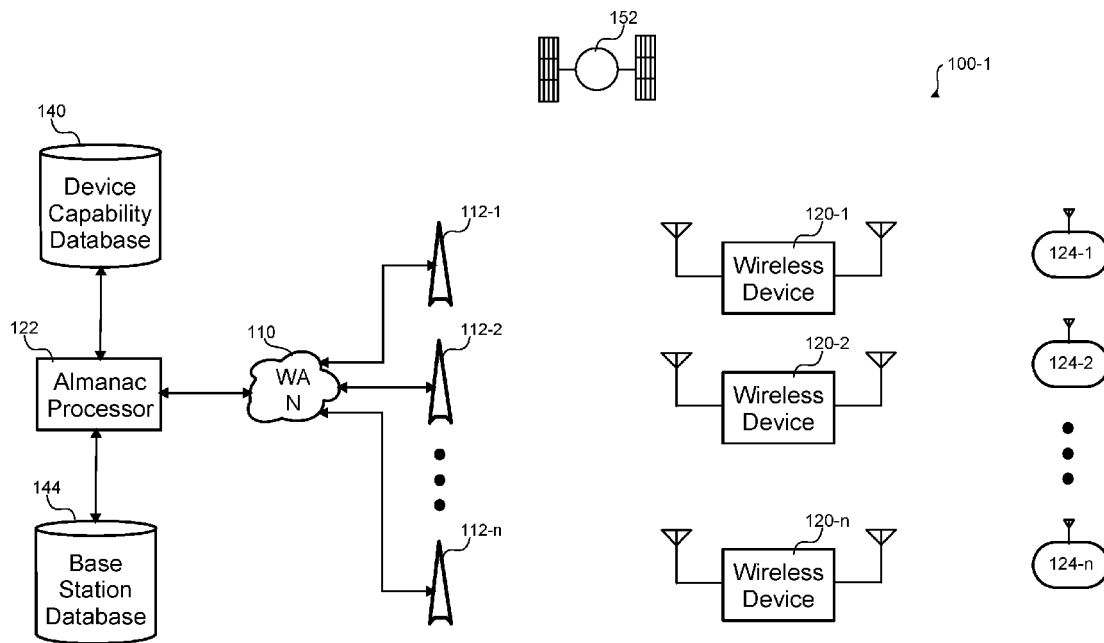 152
100-1
140
Device
Capability
Database
112-1
120-1
Wireless
Device
124-1
122
Almanac
Processor
110
WA
N
112-2
120-2
Wireless
Device
124-2
144
Base
Station
Database
112-n
120-n
Wireless
Device
124-n